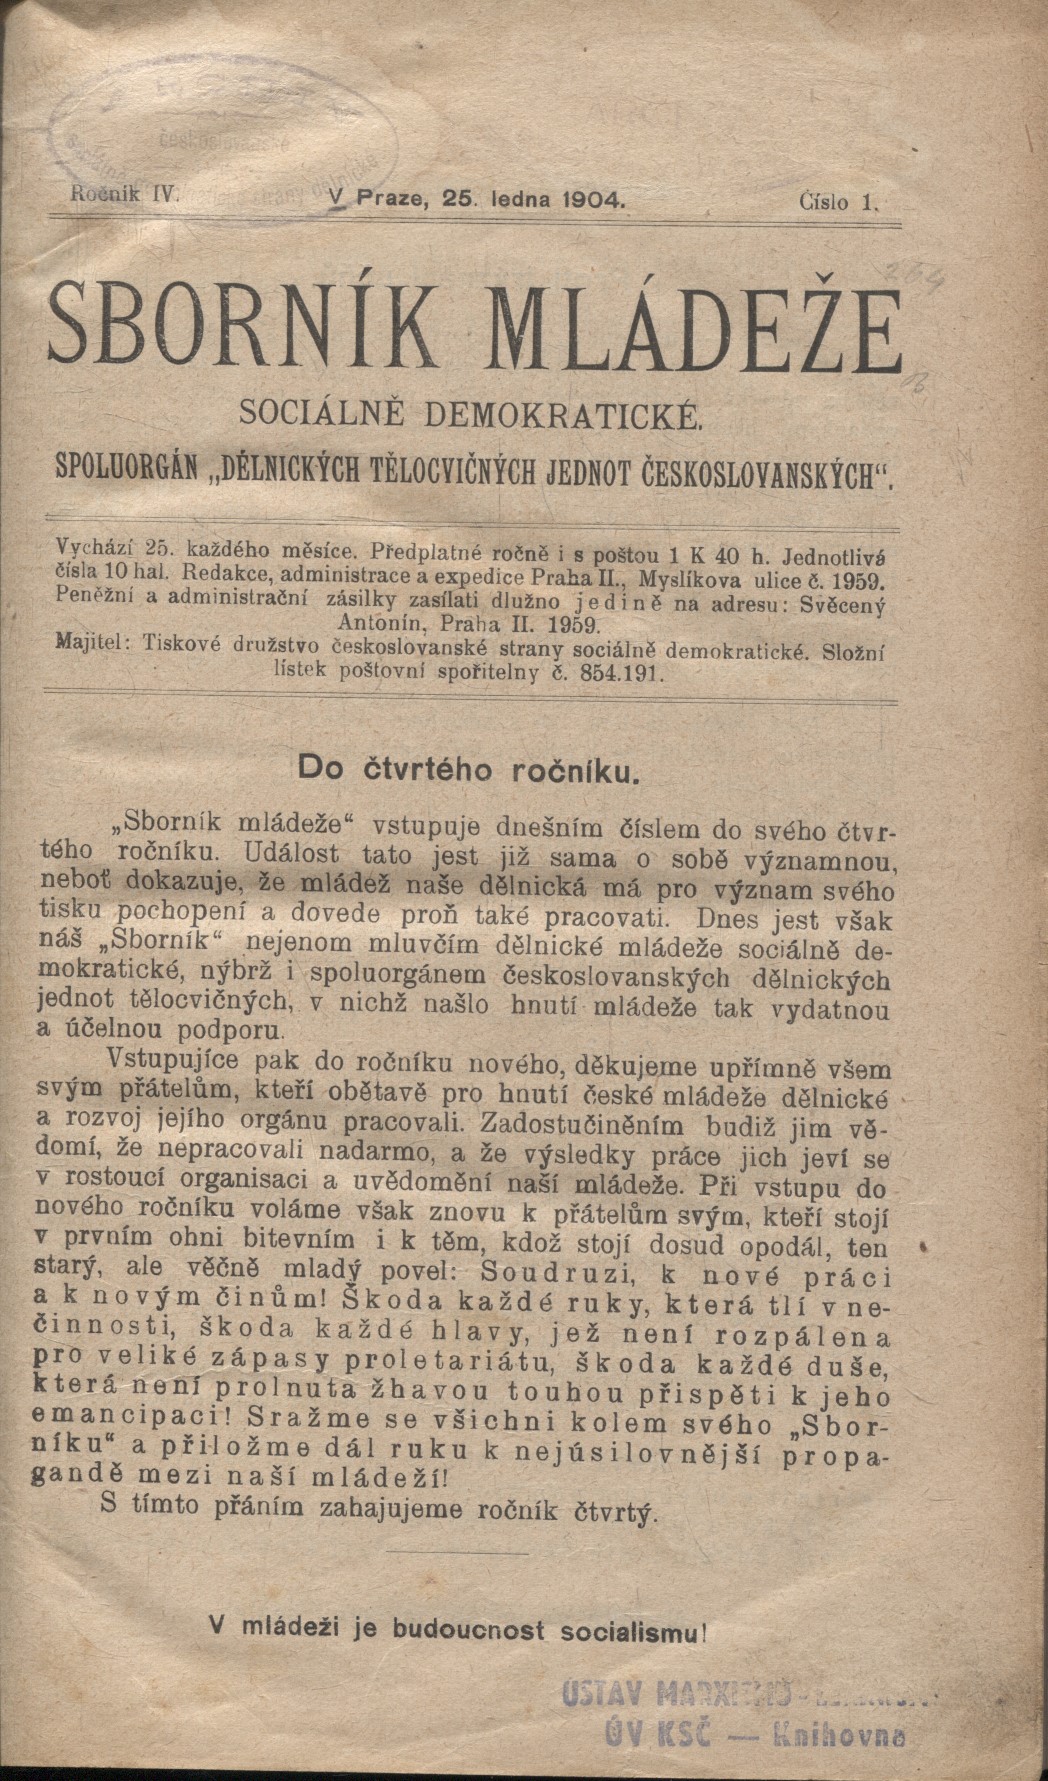 československé
strany dělnické
Ročník IV.
V Praze, 25. ledna 1904.
Číslo 1.
264
SBORNÍK MLÁDEŽE
SOCIÁLNĚ DEMOKRATICKÉ.
SPOLUORGÁN „DĚLNICKÝCH TĚLOCVIČNÝCH JEDNOT ČESKOSLOVANSKÝCH“.
Vychází 25. každého měsíce. Předplatné ročně i s poštou 1 K 40 h. Jednotlivá
čísla 10 hal. Redakce, administrace a expedice Praha II., Myslíkova ulice č. 1959.
Peněžní a administrační zásilky zasílati dlužno jedině na adresu: Svěcený
Antonín, Praha II. 1959.
Majitel: Tiskové družstvo českoslovanské strany sociálně demokratické. Složní
lístek poštovní spořitelny č. 854.191.
Do čtvrtého ročníku.
„Sborník mládeže“ vstupuje dnešním číslem do svého čtvr-
tého ročníku. Událost tato jest již sama o sobě významnou,
neboť dokazuje, že mládež naše dělnická má pro význam svého
tisku pochopení a dovede proň také pracovati. Dnes jest však
náš „Sborník“ nejenom mluvčím dělnické mládeže sociálně de-
mokratické, nýbrž i spoluorgánem českoslovanských dělnických
jednot tělocvičných, v nichž našlo hnutí mládeže tak vydatnou
a účelnou podporu.
Vstupujíce pak do ročníku nového, děkujeme upřímně všem
svým přátelům, kteří obětavě pro hnutí české mládeže dělnické
a rozvoj jejího orgánu pracovali. Zadostučiněním budiž jim vě-
domí, že nepracovali nadarmo, a že výsledky práce jich jeví se
v rostoucí organisaci a uvědomění naší mládeže. Při vstupu do
nového ročníku voláme však znovu k přátelům svým, kteří stojí
v prvním ohni bitevním i k těm, kdož stojí dosud opodál, ten
starý, ale věčně mladý povel: Soudruzi, k nové práci
a k novým činům! Škoda každé ruky, která tlí v ne-
činnosti, škoda každé hlavy, jež není rozpálena
pro veliké zápasy proletariátu, škoda každé duše,
která není prolnuta žhavou touhou přispěti k jeho
emancipaci! Sražme se všichni kolem svého „Sbor-
níku“ a přiložme dál ruku k nejúsilovnější propa-
gandě mezi naší mládeží!
S tímto přáním zahajujeme ročník čtvrtý.
V mládeži je budoucnost socialismu!
ÚSTAV MARXISMU-
ÚV KSČ — Knihovna